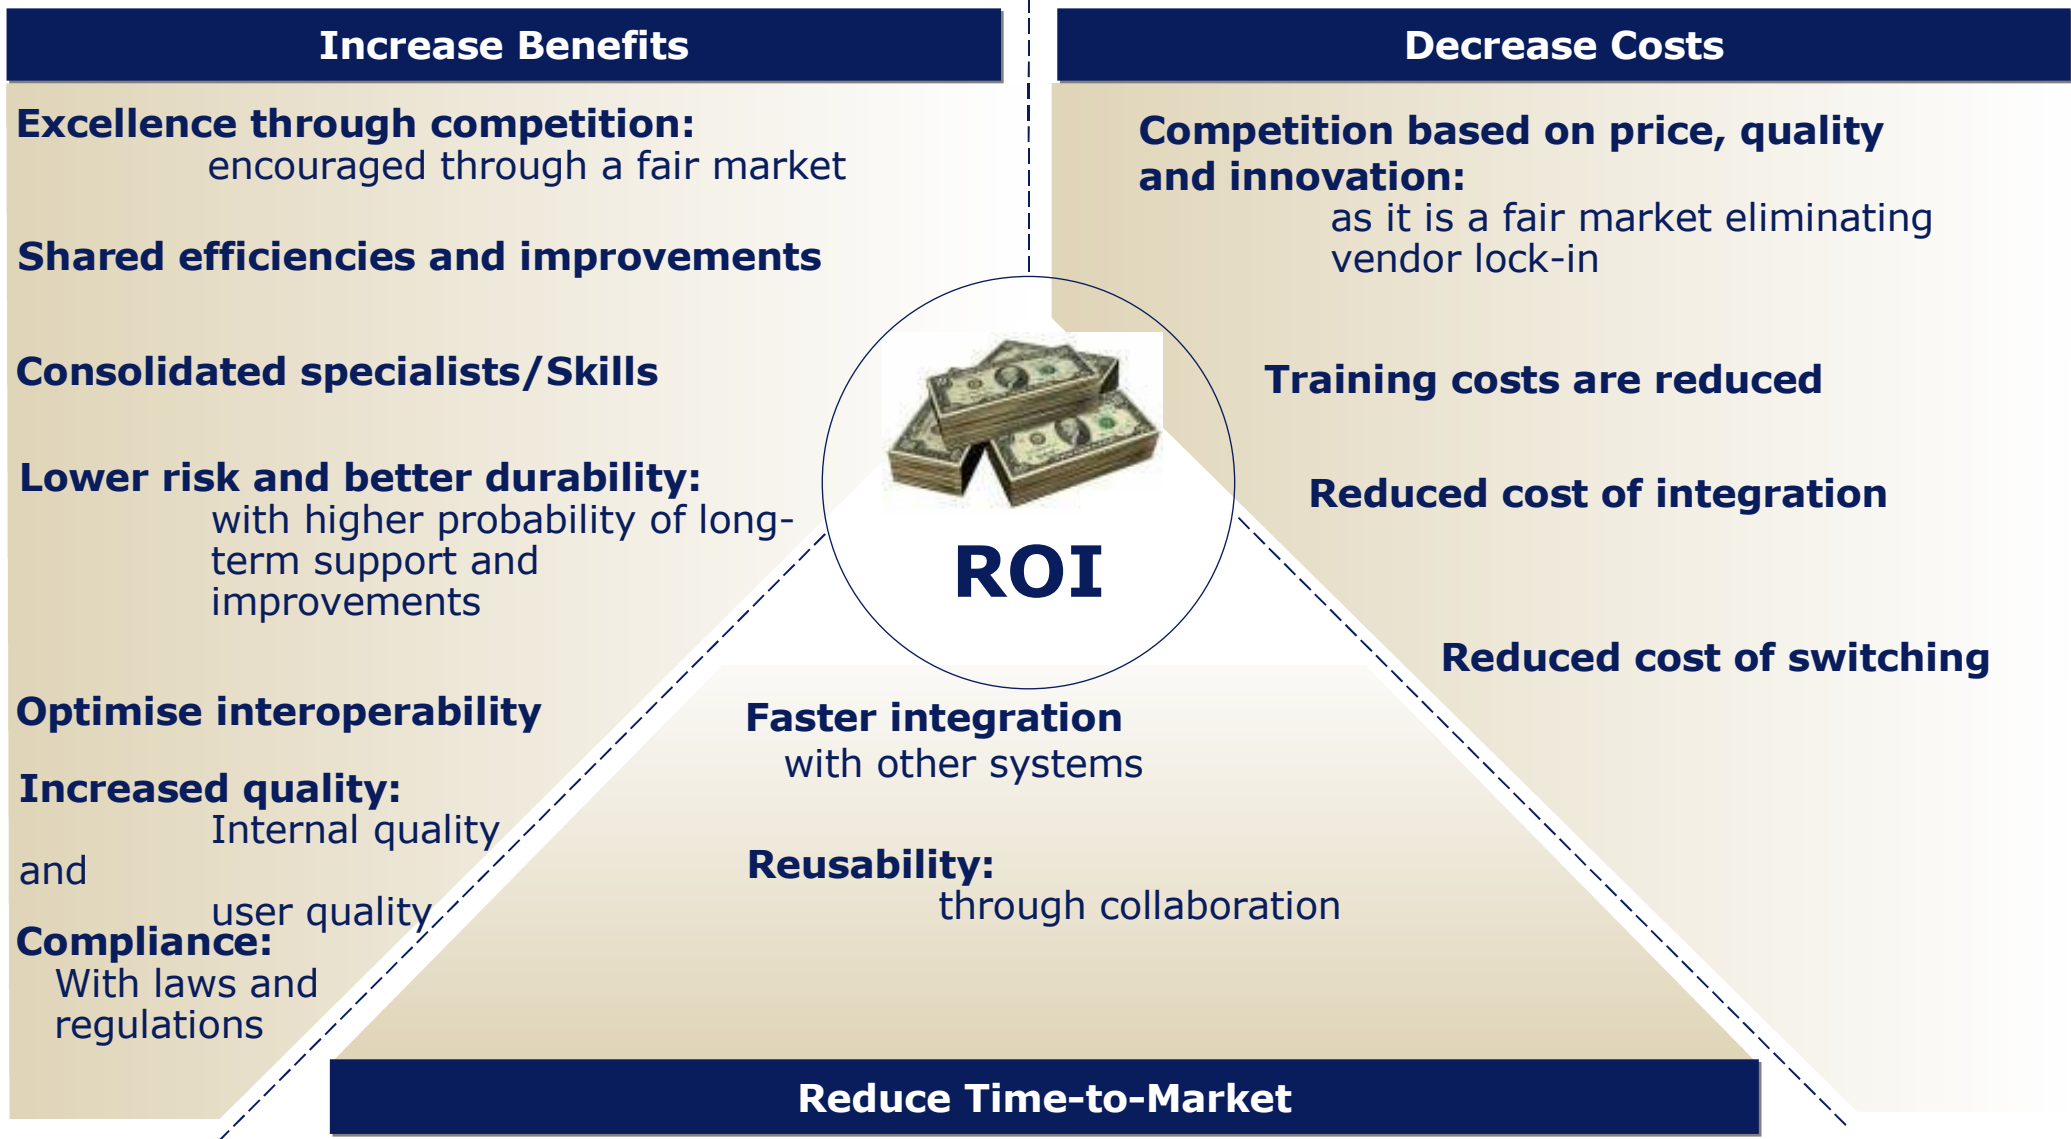 Increase Benefits
Excellence through competition:
encouraged through a fair market
Shared efficiencies and improvements
Consolidated specialists/Skills
Lower risk and better durability:
with higher probability of long-
term support and
improvements
Optimise interoperability
Increased quality:
Internal quality
and
user quality
Compliance:
With laws and
regulations
Decrease Costs
Competition based on price, quality
and innovation:
as it is a fair market eliminating
vendor lock-in
Training costs are reduced
Reduced cost of integration
Reduced cost of switching
ROI
Faster integration
with other systems
Reusability:
through collaboration
Reduce Time-to-Market